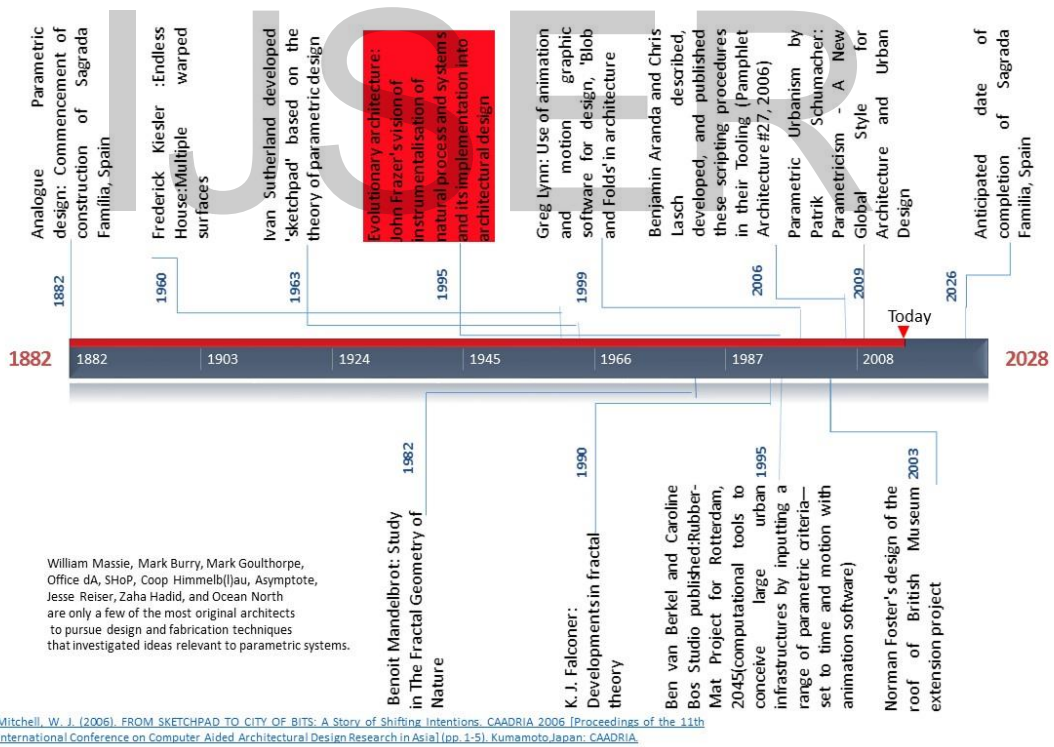 USER
Analogue Parametric
design: Commencement of
construction of Sagrada
Familia, Spain
1882
Frederick Kiesler :Endless
House:Multiple warped
surfaces
1960
Ivan Sutherland developed
'sketchpad' based on the
theory of parametric design
1963
Evolutionary architecture:
John Frazer's vision of
instrumentalisation of
natural process and systems
and its implementation into
architectural design
1995
Greg Lynn: Use of animation
and motion graphic
software for design, 'Blob
and Folds' in architecture
1999
Benjamin Aranda and Chris
Lasch described,
developed, and published
these scripting procedures
in their Tooling (Pamphlet
Architecture #27, 2006)
2006
Parametric Urbanism by
Patrik Schumacher:
Parametricism - A New
Global Style for
Architecture and Urban
Design
2009
Anticipated date of
completion of Sagrada
Familia, Spain
2026
Today
1882
1882 1903 1924 1945 1966 1987 2008
2028
1982
Benoit Mandelbrot: Study
in The Fractal Geometry of
Nature
1990
K. J. Falconer:
Developments in fractal
theory
1995
Ben van Berkel and Caroline
Bos Studio published:Rubber-
Mat Project for Rotterdam,
2045(computational tools to
conceive large urban
infrastructures by inputting a
range of parametric criteria—
set to time and motion with
animation software)
2003
Norman Foster's design of the
roof of British Museum
extension project
William Massie, Mark Burry, Mark Goulthorpe,
Office dA, SHoP, Coop Himmelb(l)au, Asymptote,
Jesse Reiser, Zaha Hadid, and Ocean North
are only a few of the most original architects
to pursue design and fabrication techniques
that investigated ideas relevant to parametric systems.
Mitchell, W. J. (2006). FROM SKETCHPAD TO CITY OF BITS: A Story of Shifting Intentions. CAADRIA 2006 [Proceedings of the 11th
International Conference on Computer Aided Architectural Design Research in Asia] (pp. 1-5). Kumamoto,Japan: CAADRIA.